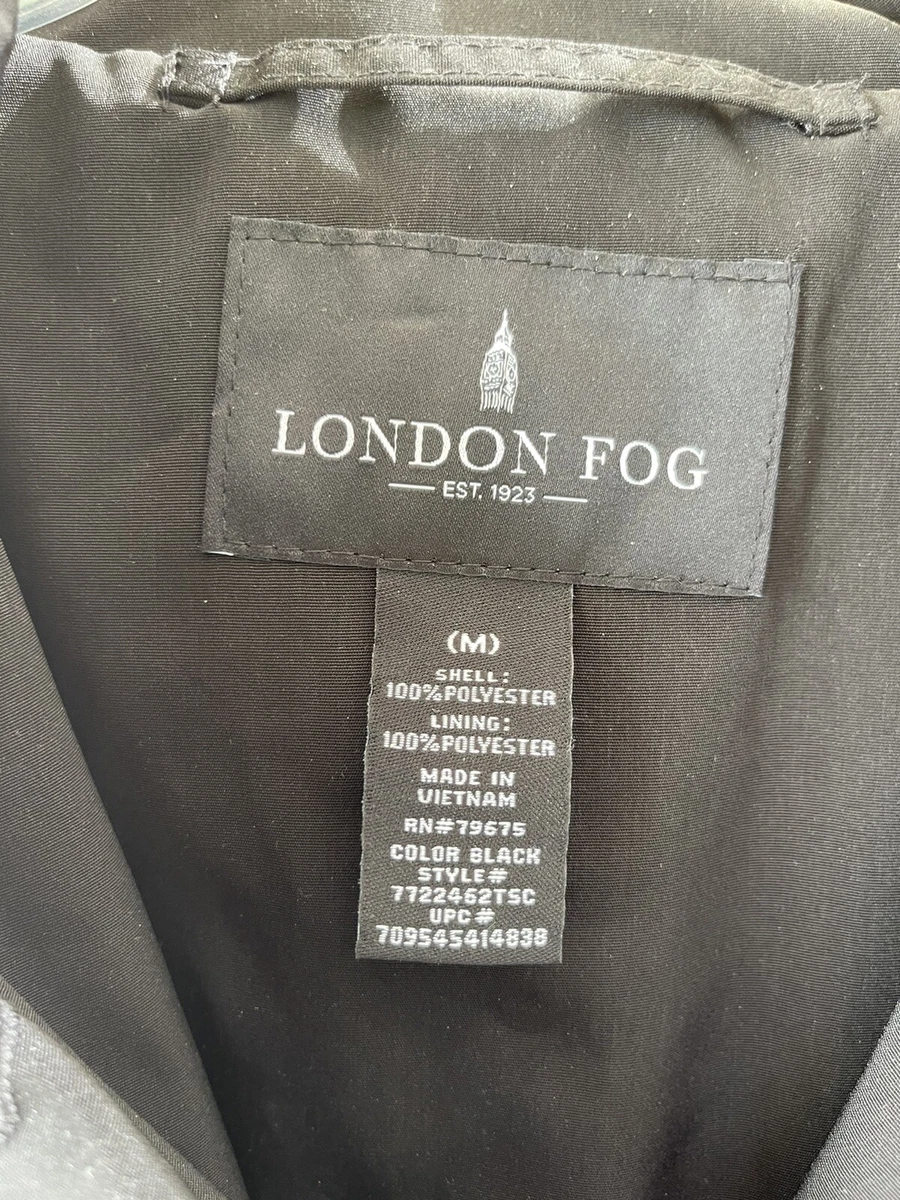 LONDON FOG
EST. 1923
(M)
SHELL:
100%POLYESTER
LINING:
100%POLYESTER
MADE IN
VIETNAM
RN#79675
COLOR BLACK
STYLE#
7722462TSC
UPC#
709545414838